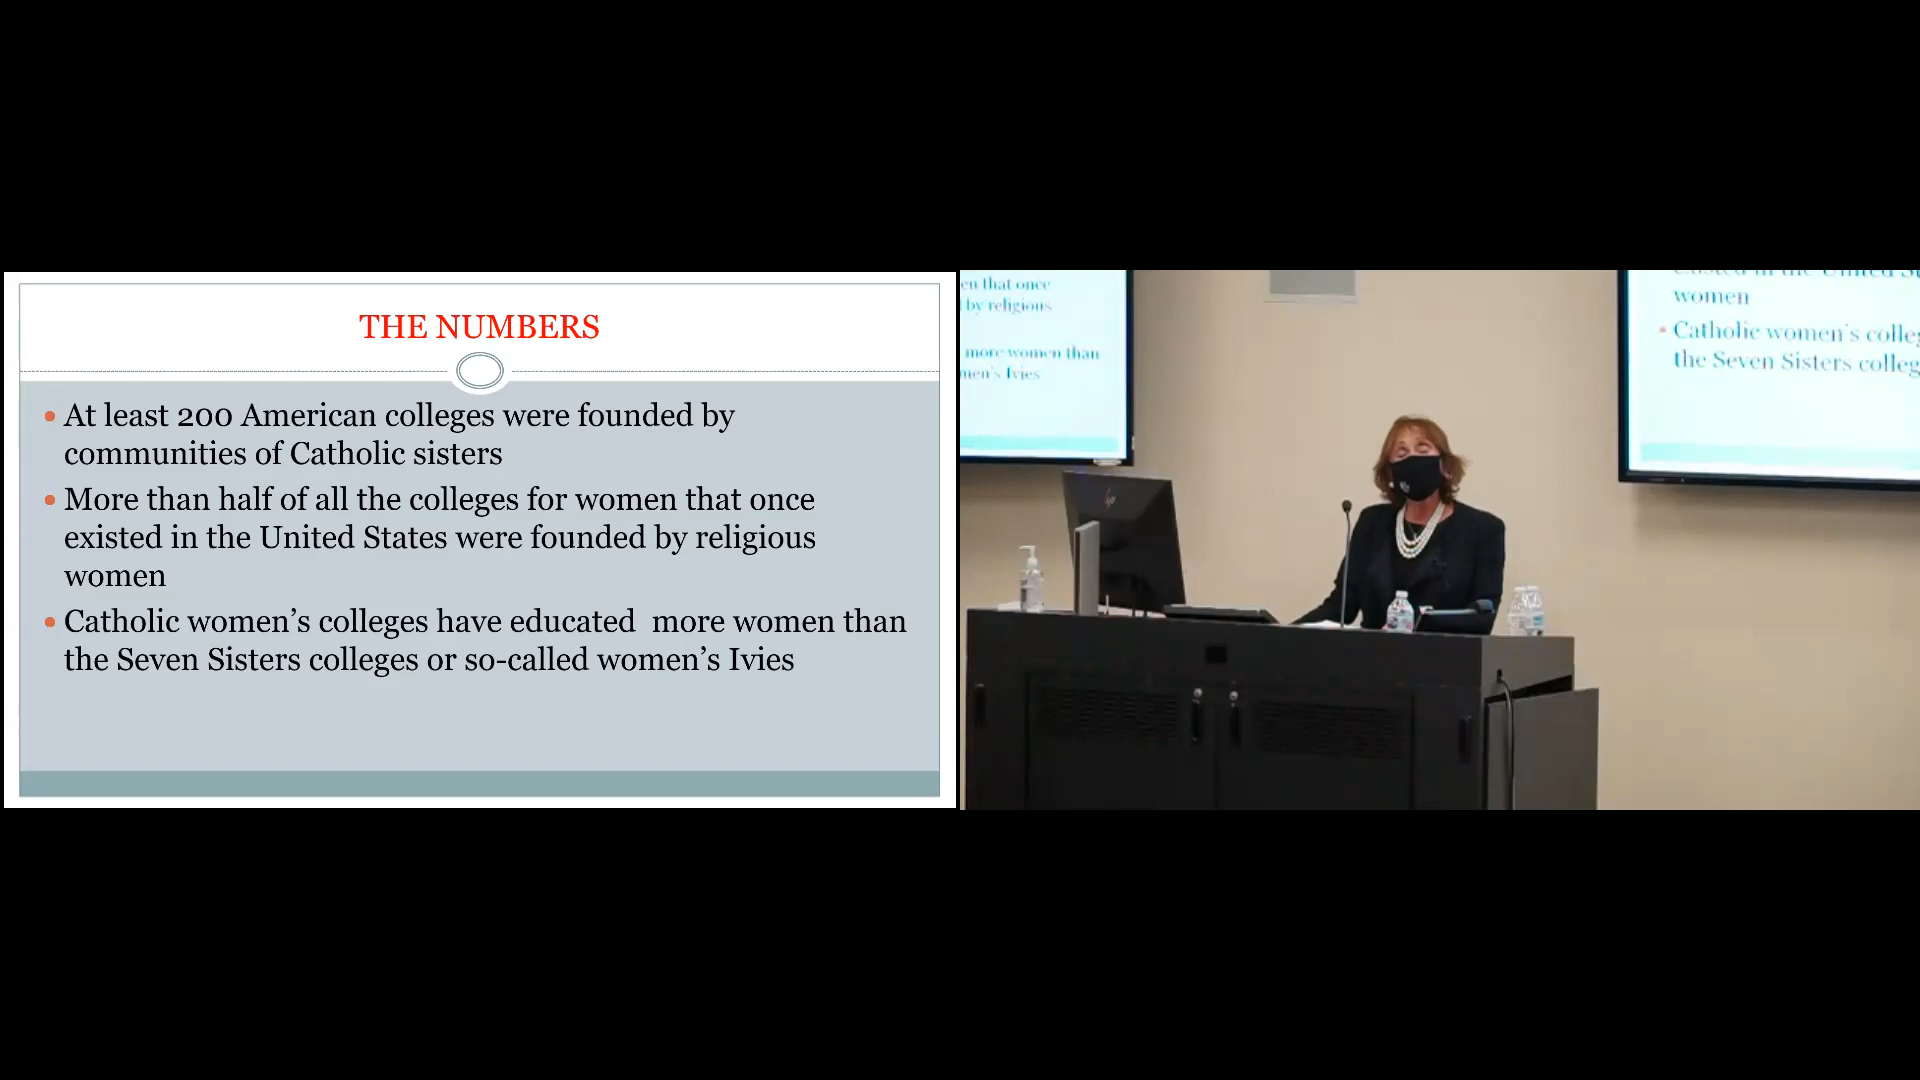 THE NUMBERS
• At least 200 American colleges were founded by
communities of Catholic sisters
• More than half of all the colleges for women that once
existed in the United States were founded by religious
women
• Catholic women’s colleges have educated  more women than
the Seven Sisters colleges or so-called women’s Ivies
en that once
by religious
more women than
men's Ivies
women
• Catholic women's colle
the Seven Sisters colleg
hp